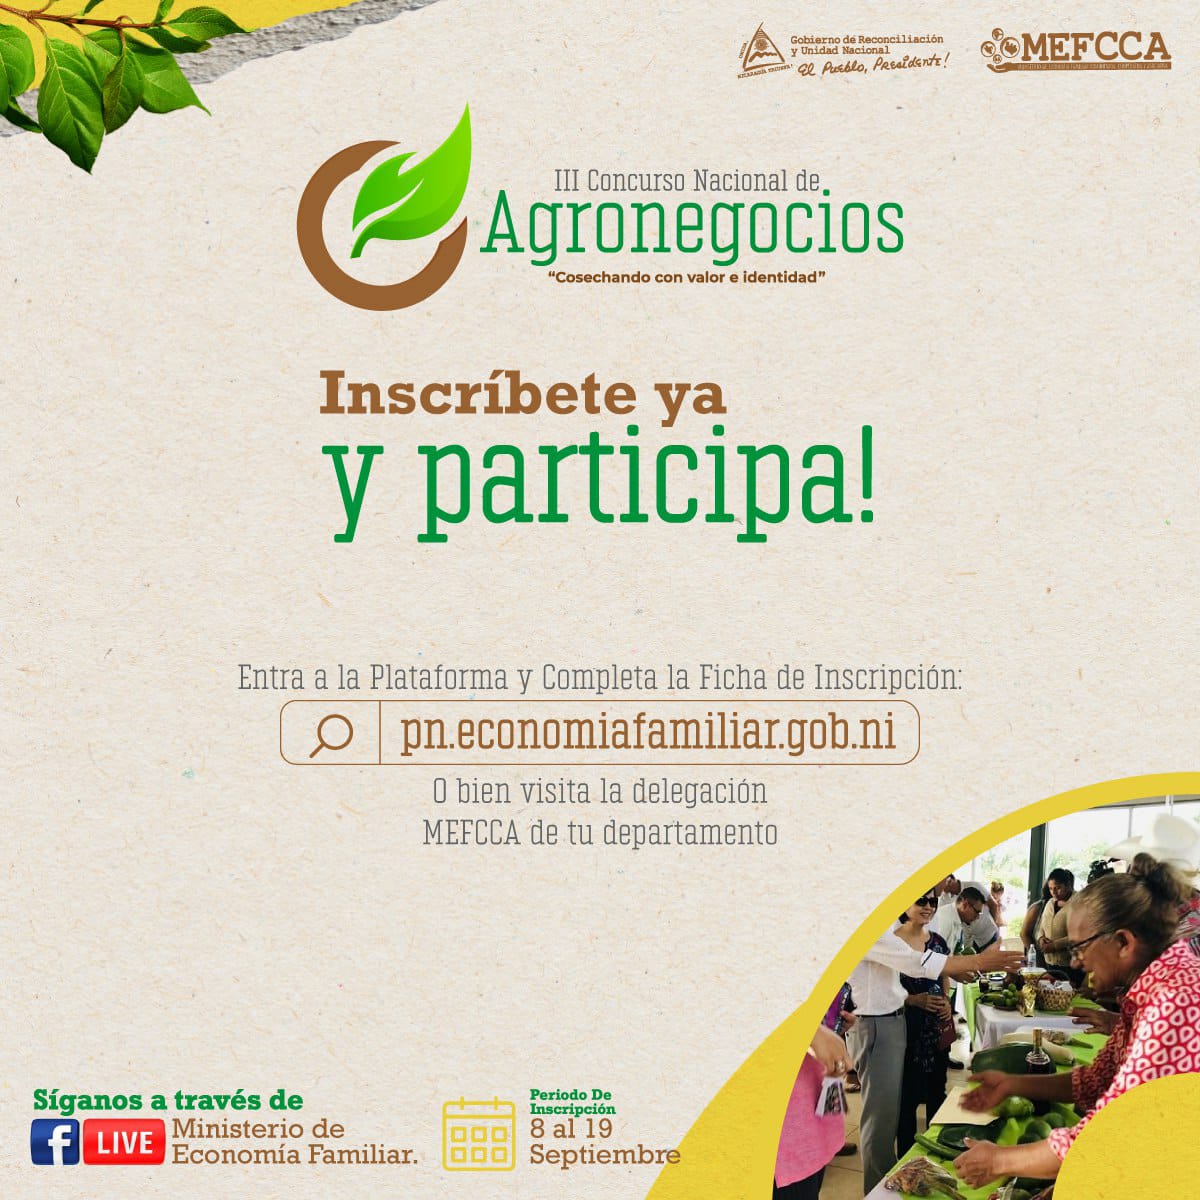 Gobierno de Reconciliación
y Unidad Nacional
El Pueblo, Presidente!
MEFCCA
III Concurso Nacional de
Agronegocios
“Cosechando con valor e identidad”
Inscríbete ya
y participa!
Entra a la Plataforma y Completa la Ficha de Inscripción:
pn.economiafamiliar.gob.ni
O bien visita la delegación
MEFCCA de tu departamento
Síganos a través de
f LIVE
Ministerio de
Economía Familiar.
Periodo De
Inscripción
8 al 19
Septiembre